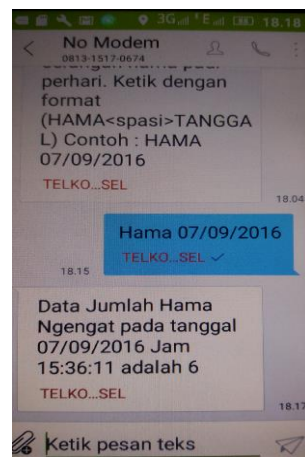 3G E 18.18
No Modem
0813-1517-0674
perhari. Ketik dengan
format
(HAMA<spasi>TANGGA
L) Contoh : HAMA
07/09/2016
TELKO...SEL
18.04
Hama 07/09/2016
TELKO...SEL
18.15
Data Jumlah Hama
Ngengat pada tanggal
07/09/2016 Jam
15:36:11 adalah 6
TELKO...SEL
18.17
Ketik pesan teks